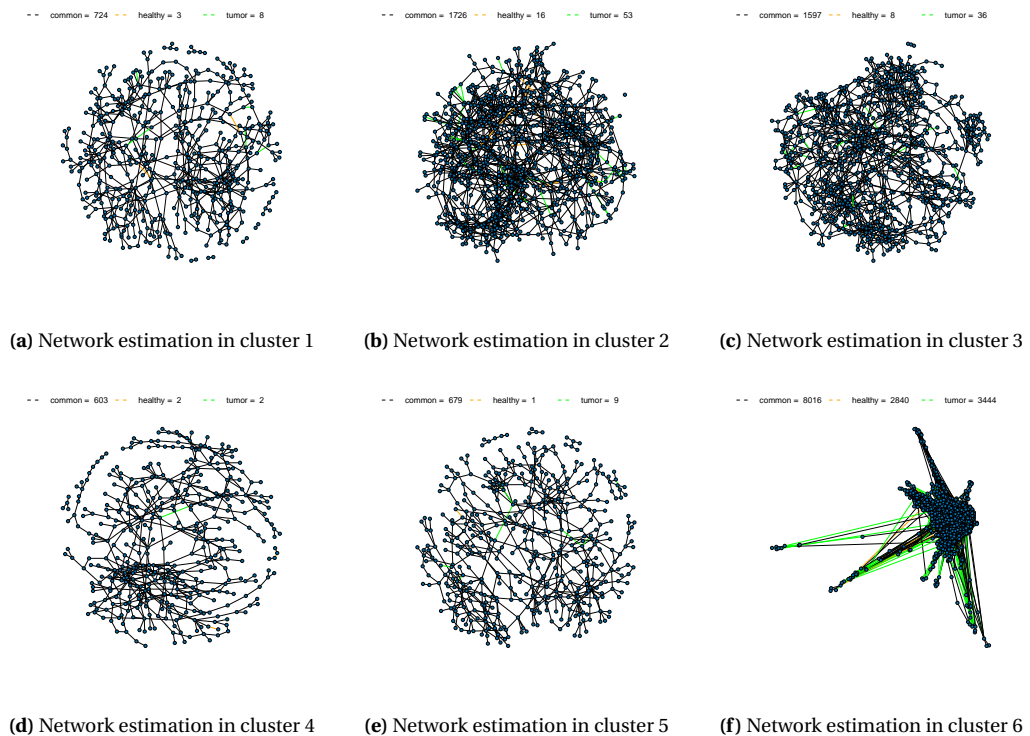 common = 724 healthy = 3 tumor = 8
common = 1726 healthy = 16 tumor = 53
common = 1597 healthy = 8 tumor = 36
(a) Network estimation in cluster 1
(b) Network estimation in cluster 2
(c) Network estimation in cluster 3
common = 603 healthy = 2 tumor = 2
common = 679 healthy = 1 tumor = 9
common = 8016 healthy = 2840 tumor = 3444
(d) Network estimation in cluster 4
(e) Network estimation in cluster 5
(f) Network estimation in cluster 6